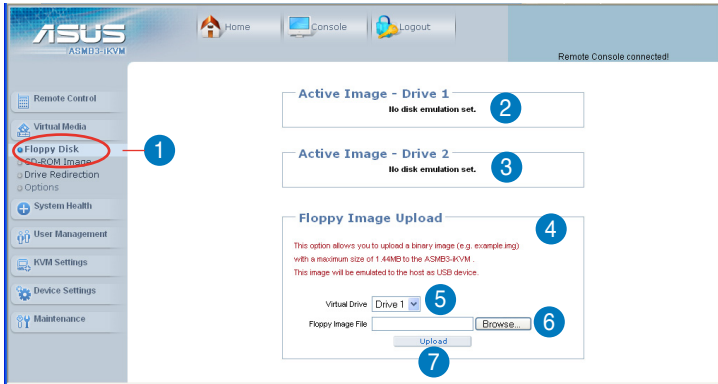 ASUS
ASMB3-iKVM
Home
Console
Logout
Remote Console connected!
Remote Control
Virtual Media
Floppy Disk
CD-ROM Image
Drive Redirection
Options
System Health
User Management
KVM Settings
Device Settings
Maintenance
1
Active Image - Drive 1
No disk emulation set.
2
Active Image - Drive 2
No disk emulation set.
3
Floppy Image Upload
4
This option allows you to upload a binary image (e.g. example.img)
with a maximum size of 1.44MB to the ASMB3-iKVM .
This image will be emulated to the host as USB device.
Virtual Drive Drive 1 5
Floppy Image File Browse... 6
Upload
7